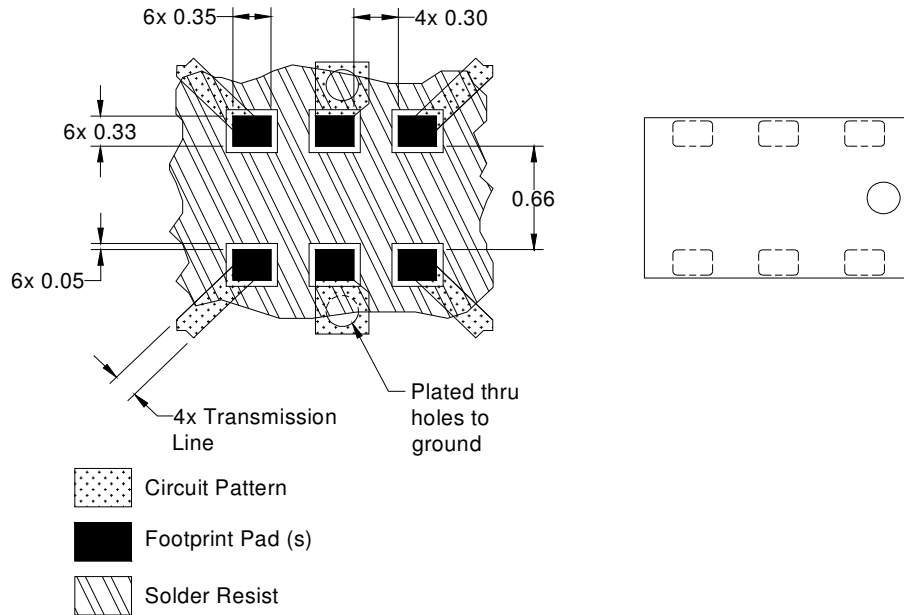 6x 0.35
4x 0.30
6x 0.33
0.66
6x 0.05
4x Transmission
Line
Plated thru
holes to
ground
Circuit Pattern
Footprint Pad (s)
Solder Resist